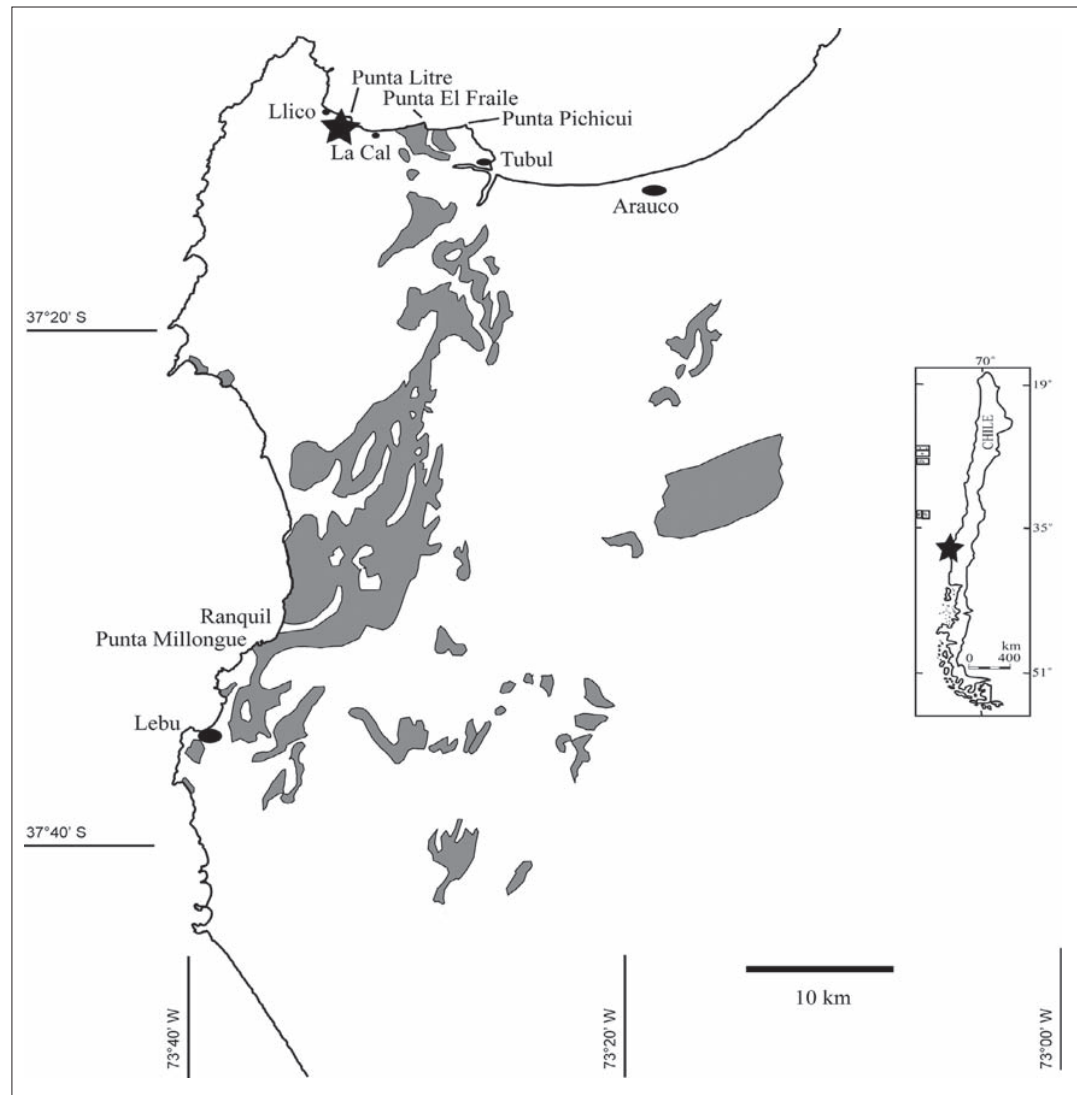 Punta Litre
Punta El Fraile
Llico
Punta Pichicui
La Cal
Tubul
Arauco
37°20' S
70°
19°
CHILE
35°
Ranquil
Punta Millongue
km
0 400
51°
Lebu
37°40' S
10 km
73°40' W
73°20' W
73°00' W